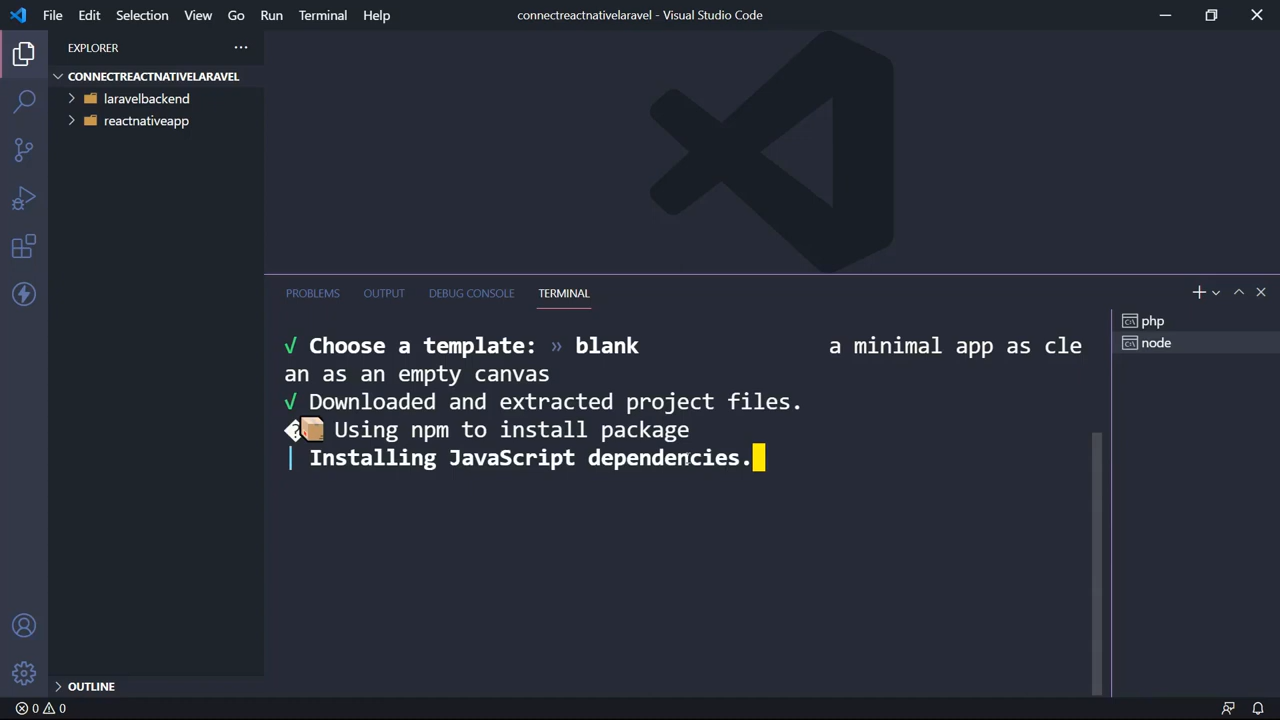 File Edit Selection View Go Run Terminal Help connectreactnativelaravel - Visual Studio Code
EXPLORER
CONNECTREACTNATIVELARAVEL
laravelbackend
reactnativeapp
PROBLEMS OUTPUT DEBUG CONSOLE TERMINAL
php
node
√ Choose a template: » blank a minimal app as cle
an as an empty canvas
√ Downloaded and extracted project files.
�📦 Using npm to install package
| Installing JavaScript dependencies.
OUTLINE
0 0